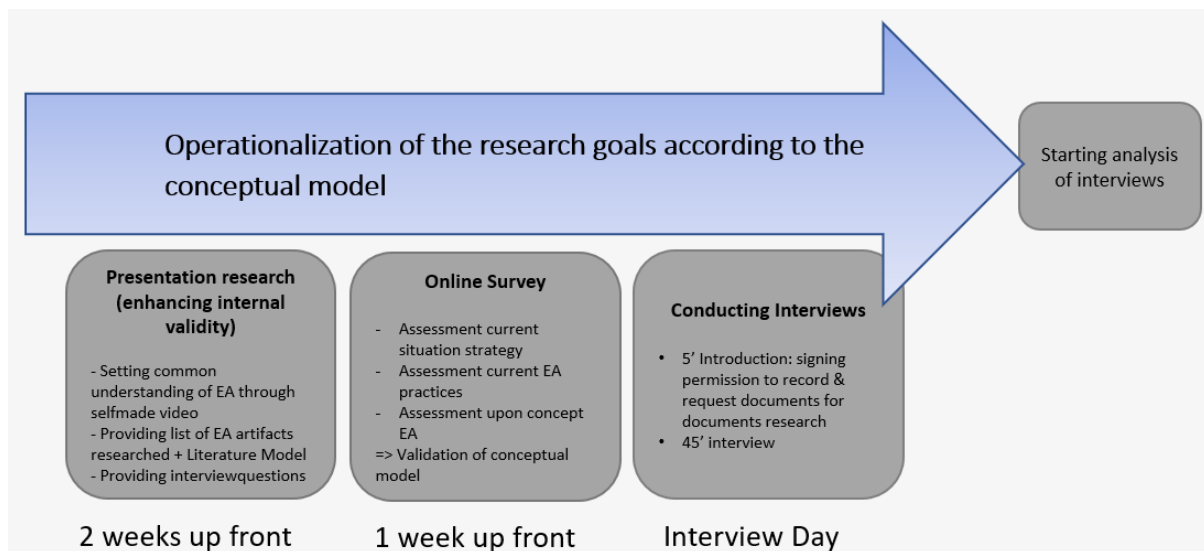 Operationalization of the research goals according to the
conceptual model
Starting analysis
of interviews
Presentation research
(enhancing internal
validity)
- Setting common
understanding of EA through
selfmade video
- Providing list of EA artifacts
researched + Literature Model
- Providing interviewquestions
2 weeks up front
Online Survey
- Assessment current
situation strategy
- Assessment current EA
practices
- Assessment upon concept
EA
=> Validation of conceptual
model
1 week up front
Conducting Interviews
• 5’ Introduction: signing
permission to record &
request documents for
documents research
• 45’ interview
Interview Day